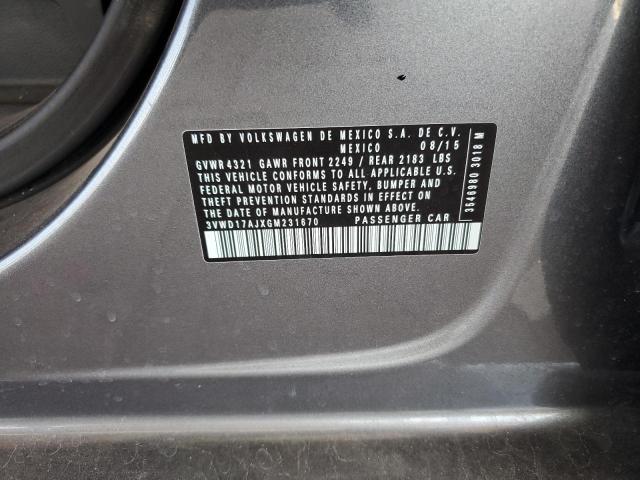 MFD BY VOLKSWAGEN DE MEXICO S.A. DE C.V.
MEXICO 08/15
GVWR 4321 GAWR FRONT 2249 / REAR 2183 LBS
THIS VEHICLE CONFORMS TO ALL APPLICABLE U.S.
FEDERAL MOTOR VEHICLE SAFETY, BUMPER AND
THEFT PREVENTION STANDARDS IN EFFECT ON
THE DATE OF MANUFACTURE SHOWN ABOVE.
3VWD17AJXGM231670 PASSENGER CAR
3546980 3018 M